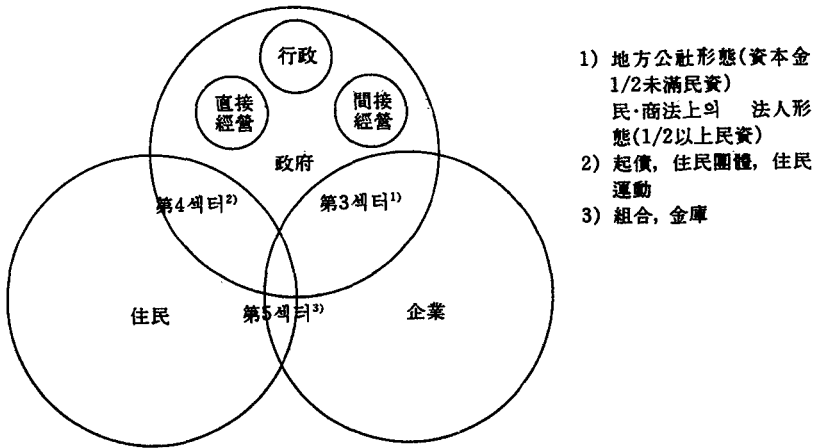 行政
直接
經營
間接
經營
政府
第4섹터2)
第3섹터1)
住民
第5섹터3)
企業
1) 地方公社形態(資本金
1/2未滿民資)
民·商法上의 法人形
態(1/2以上民資)
2) 起債, 住民團體, 住民
運動
3) 組合, 金庫